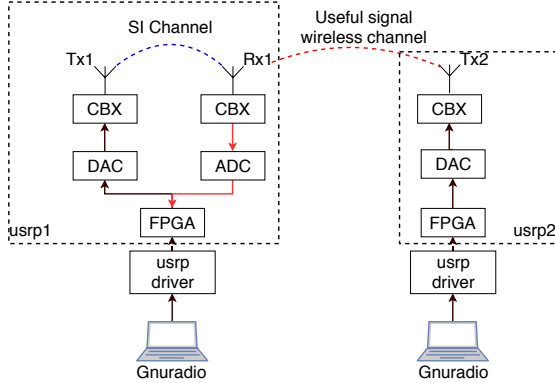 SI Channel
Useful signal
wireless channel
Tx1
Rx1
Tx2
CBX
CBX
CBX
DAC
ADC
DAC
FPGA
FPGA
usrp1
usrp2
usrp
driver
usrp
driver
Gnuradio
Gnuradio